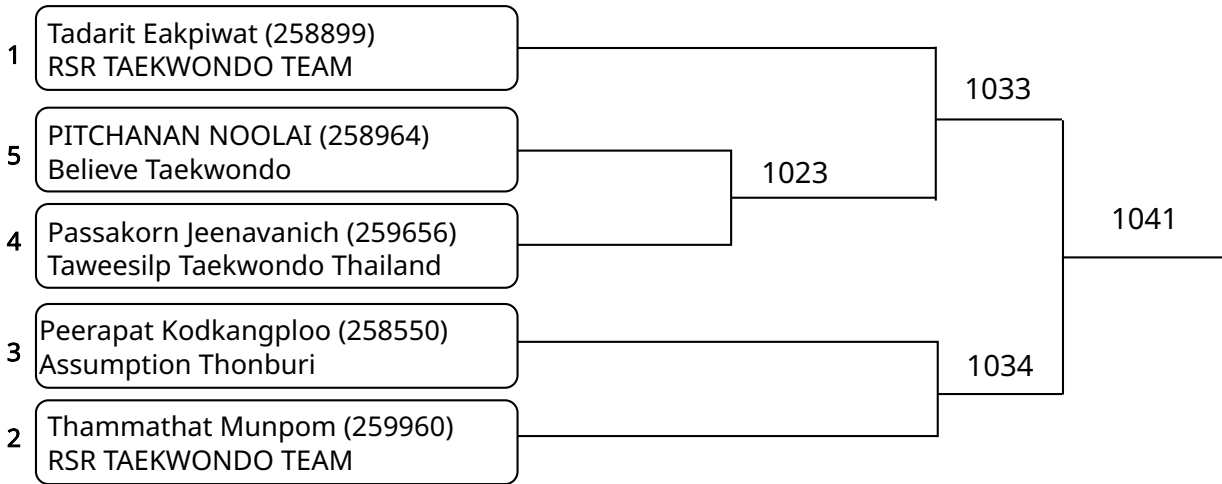 1
Tadarit Eakpiwat (258899)
RSR TAEKWONDO TEAM
1033
5
PITCHANAN NOOLAI (258964)
Believe Taekwondo
1023
4
Passakorn Jeenavanich (259656)
Taweesilp Taekwondo Thailand
1041
3
Peerapat Kodkangploo (258550)
Assumption Thonburi
1034
2
Thammathat Munpom (259960)
RSR TAEKWONDO TEAM